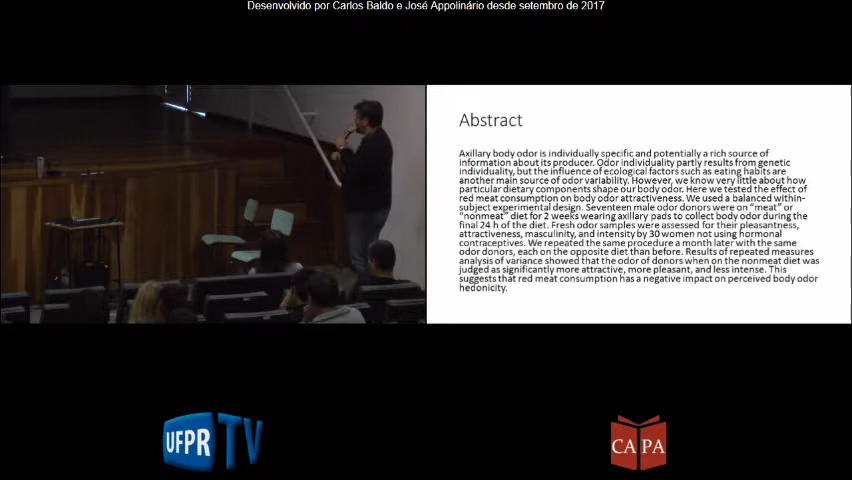 Desenvolvido por Carlos Baldo e José Appolinário desde setembro de 2017
Abstract
Axillary body odor is individually specific and potentially a rich source of
information about its producer. Odor individuality partly results from genetic
individuality, but the influence of ecological factors such as eating habits are
another main source of odor variability. However, we know very little about how
particular dietary components shape our body odor. Here we tested the effect of
red meat consumption on body odor attractiveness. We used a balanced within-
subject experimental design. Seventeen male odor donors were on “meat” or
“nonmeat” diet for 2 weeks wearing axillary pads to collect body odor during the
final 24 h of the diet. Fresh odor samples were assessed for their pleasantness,
attractiveness, masculinity, and intensity by 30 women not using hormonal
contraceptives. We repeated the same procedure a month later with the same
odor donors, each on the opposite diet than before. Results of repeated measures
analysis of variance showed that the odor of donors when on the nonmeat diet was
judged as significantly more attractive, more pleasant, and less intense. This
suggests that red meat consumption has a negative impact on perceived body odor
hedonicity.
UFPR TV
CAPA